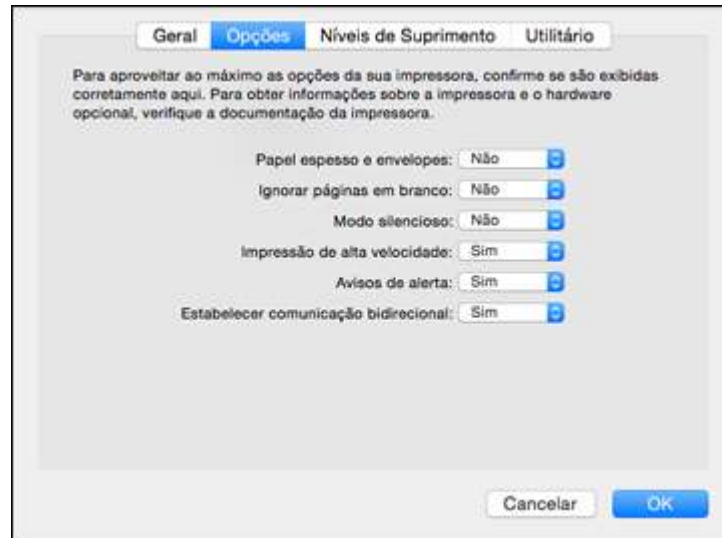 Geral Opções Níveis de Suprimento Utilitário
Para aproveitar ao máximo as opções da sua impressora, confirme se são exibidas
corretamente aqui. Para obter informações sobre a impressora e o hardware
opcional, verifique a documentação da impressora.
Papel espesso e envelopes: Não
Ignorar páginas em branco: Não
Modo silencioso: Não
Impressão de alta velocidade: Sim
Avisos de alerta: Sim
Estabelecer comunicação bidirecional: Sim
Cancelar OK